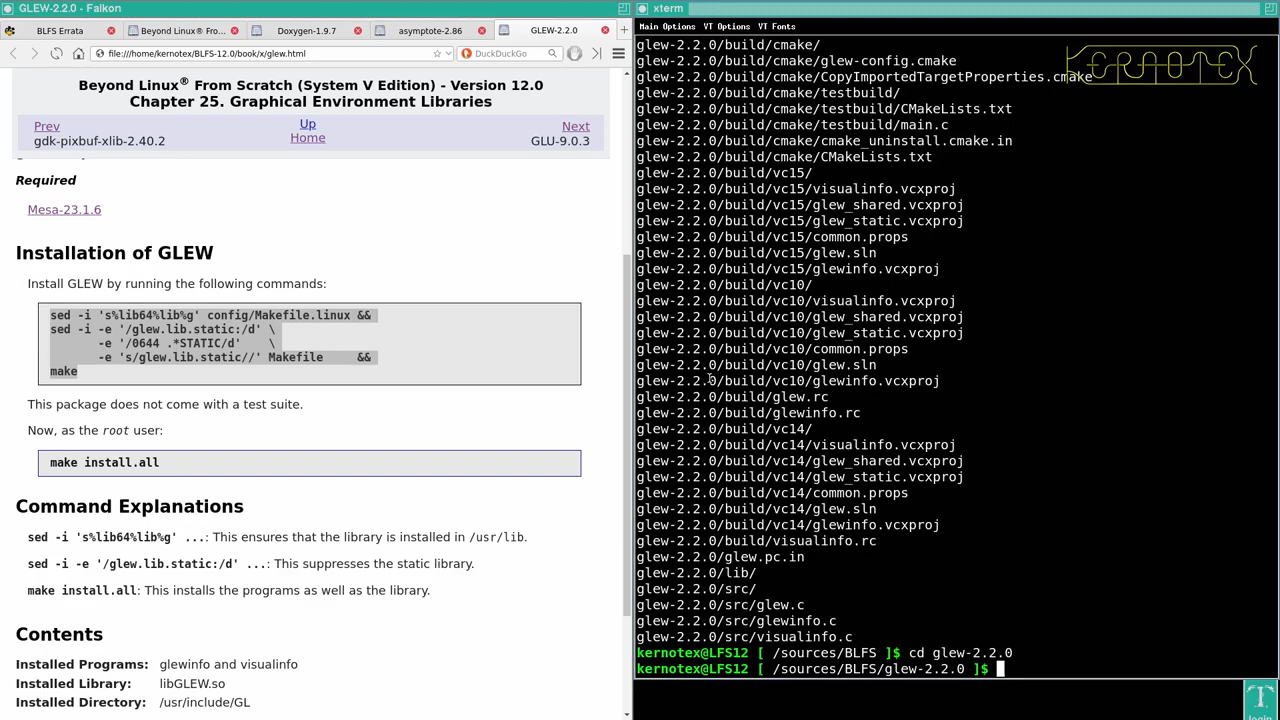 GLEW-2.2.0 - Falkon
BLFS Errata
Beyond Linux® Fro...
Doxygen-1.9.7
asymptote-2.86
GLEW-2.2.0
file:///home/kernotex/BLFS-12.0/book/x/glew.html
DuckDuckGo
Beyond Linux® From Scratch (System V Edition) - Version 12.0
Chapter 25. Graphical Environment Libraries
Prev
Up
Next
gdk-pixbuf-xlib-2.40.2
Home
GLU-9.0.3
Required
Mesa-23.1.6
Installation of GLEW
Install GLEW by running the following commands:
sed -i 's%lib64%lib%g' config/Makefile.linux &&
sed -i -e '/glew.lib.static:/d' \
-e '/0644 .*STATIC/d' \
-e 's/glew.lib.static//' Makefile &&
make
This package does not come with a test suite.
Now, as the root user:
make install.all
Command Explanations
sed -i 's%lib64%lib%g' ...: This ensures that the library is installed in /usr/lib.
sed -i -e '/glew.lib.static:/d' ...: This suppresses the static library.
make install.all: This installs the programs as well as the library.
Contents
Installed Programs: glewinfo and visualinfo
Installed Library: libGLEW.so
Installed Directory: /usr/include/GL
xterm
Main Options VT Options VT Fonts
KERNOTEX
glew-2.2.0/build/cmake/
glew-2.2.0/build/cmake/glew-config.cmake
glew-2.2.0/build/cmake/CopyImportedTargetProperties.cmake
glew-2.2.0/build/cmake/testbuild/
glew-2.2.0/build/cmake/testbuild/CMakeLists.txt
glew-2.2.0/build/cmake/testbuild/main.c
glew-2.2.0/build/cmake/cmake_uninstall.cmake.in
glew-2.2.0/build/cmake/CMakeLists.txt
glew-2.2.0/build/vc15/
glew-2.2.0/build/vc15/visualinfo.vcxproj
glew-2.2.0/build/vc15/glew_shared.vcxproj
glew-2.2.0/build/vc15/glew_static.vcxproj
glew-2.2.0/build/vc15/common.props
glew-2.2.0/build/vc15/glew.sln
glew-2.2.0/build/vc15/glewinfo.vcxproj
glew-2.2.0/build/vc10/
glew-2.2.0/build/vc10/visualinfo.vcxproj
glew-2.2.0/build/vc10/glew_shared.vcxproj
glew-2.2.0/build/vc10/glew_static.vcxproj
glew-2.2.0/build/vc10/common.props
glew-2.2.0/build/vc10/glew.sln
glew-2.2.0/build/vc10/glewinfo.vcxproj
glew-2.2.0/build/glew.rc
glew-2.2.0/build/glewinfo.rc
glew-2.2.0/build/vc14/
glew-2.2.0/build/vc14/visualinfo.vcxproj
glew-2.2.0/build/vc14/glew_shared.vcxproj
glew-2.2.0/build/vc14/glew_static.vcxproj
glew-2.2.0/build/vc14/common.props
glew-2.2.0/build/vc14/glew.sln
glew-2.2.0/build/vc14/glewinfo.vcxproj
glew-2.2.0/build/visualinfo.rc
glew-2.2.0/glew.pc.in
glew-2.2.0/lib/
glew-2.2.0/src/
glew-2.2.0/src/glew.c
glew-2.2.0/src/glewinfo.c
glew-2.2.0/src/visualinfo.c
kernotex@LFS12 [ /sources/BLFS ]$ cd glew-2.2.0
kernotex@LFS12 [ /sources/BLFS/glew-2.2.0 ]$
login